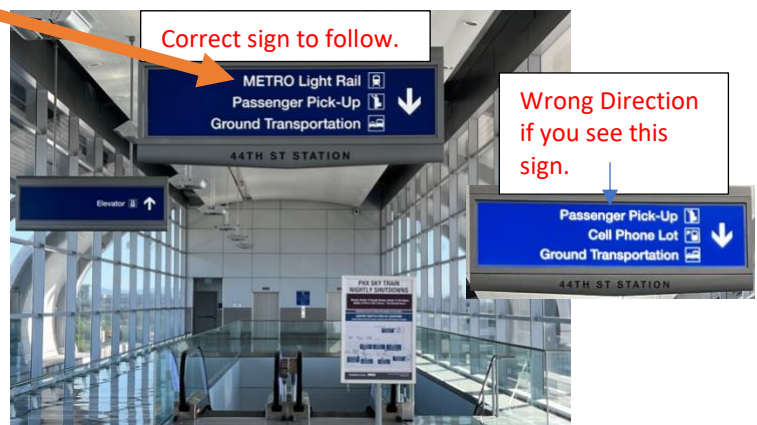 Correct sign to follow.
METRO Light Rail
Passenger Pick-Up
Ground Transportation
44TH ST STATION
Elevator
PHX SKY TRAIN
NIGHTLY SHUTDOWNS
Wrong Direction
if you see this
sign.
Passenger Pick-Up
Cell Phone Lot
Ground Transportation
44TH ST STATION